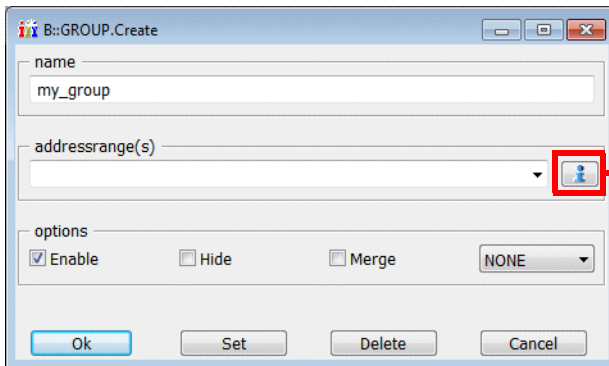 B::GROUP.Create
name
my_group
addressrange(s)
options
Enable Hide Merge NONE
Ok Set Delete Cancel